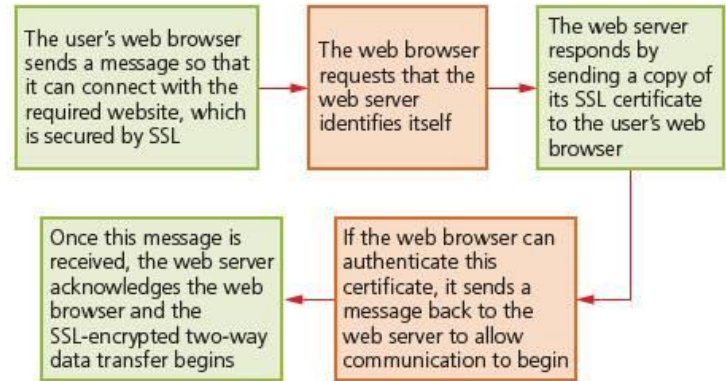 The user’s web browser
sends a message so that
it can connect with the
required website, which
is secured by SSL
The web browser
requests that the
web server
identifies itself
The web server
responds by
sending a copy of
its SSL certificate
to the user’s web
browser
If the web browser can
authenticate this
certificate, it sends a
message back to the
web server to allow
communication to begin
Once this message is
received, the web server
acknowledges the web
browser and the
SSL-encrypted two-way
data transfer begins